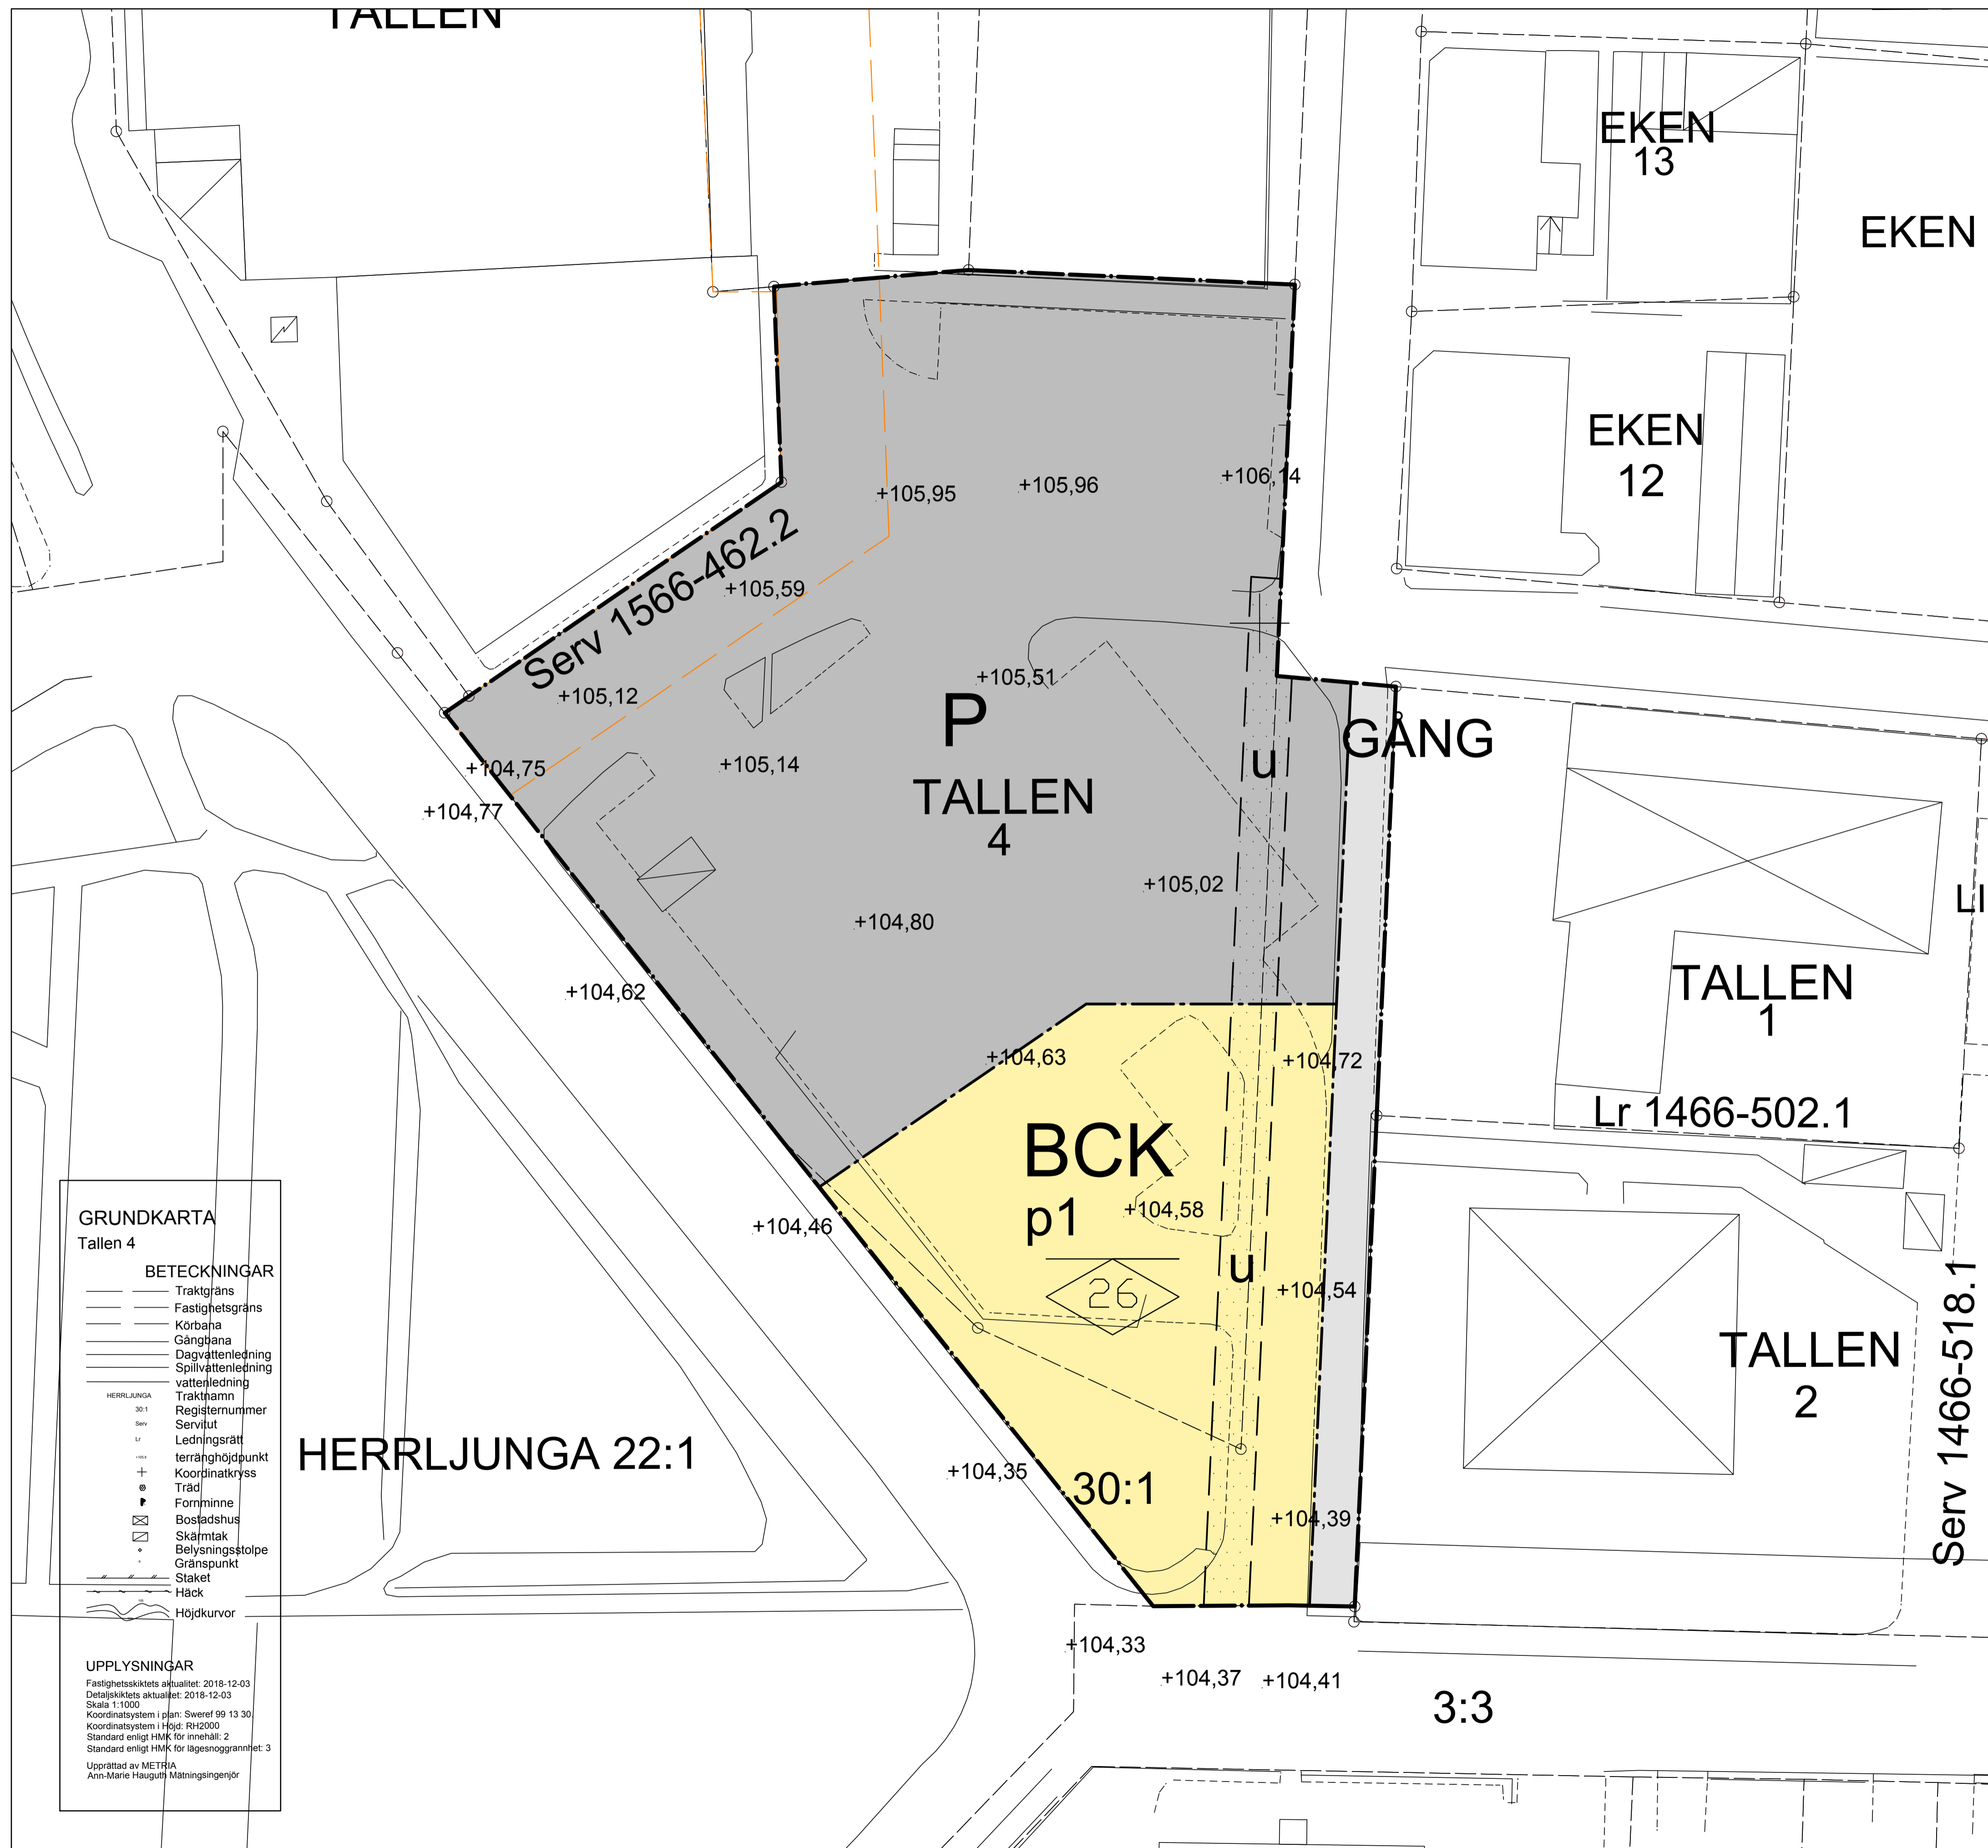 TALLEN
EKEN
13
EKEN
EKEN
12
+105,95
+105,96
+106,14
Serv 1566-462.2
+105,59
+105,12
+105,51
P
TALLEN
4
u
GÅNG
+104,75
+105,14
+104,77
+105,02
+104,80
+104,62
TALLEN
1
LI
+104,63
+104,72
Lr 1466-502.1
BCK
p1
+104,58
+104,46
u
26
+104,54
TALLEN
2
Serv 1466-518.1
HERRLJUNGA 22:1
+104,35
30:1
+104,39
+104,33
+104,37
+104,41
3:3
GRUNDKARTA
Tallen 4
BETECKNINGAR
Traktgräns
Fastighetsgräns
Körbana
Gångbana
Dagvattenledning
Spillvattenledning
vattenledning
HERRLJUNGA Traktnamn
30:1 Registernummer
Serv Servitut
Lr Ledningsrätt
terränghöjdpunkt
Koordinatkryss
Träd
Fornminne
Bostadshus
Skärmtak
Belysningsstolpe
Gränspunkt
Staket
Häck
Höjdkurvor
UPPLYSNINGAR
Fastighetsskiktets aktualitet: 2018-12-03
Detaljskiktets aktualitet: 2018-12-03
Skala 1:1000
Koordinatsystem i plan: Sweref 99 13 30.
Koordinatsystem i Höjd: RH2000
Standard enligt HMK för innehåll: 2
Standard enligt HMK för lägesnoggrannhet: 3
Upprättad av METRIA
Ann-Marie Hauguth Mätningsingenjör